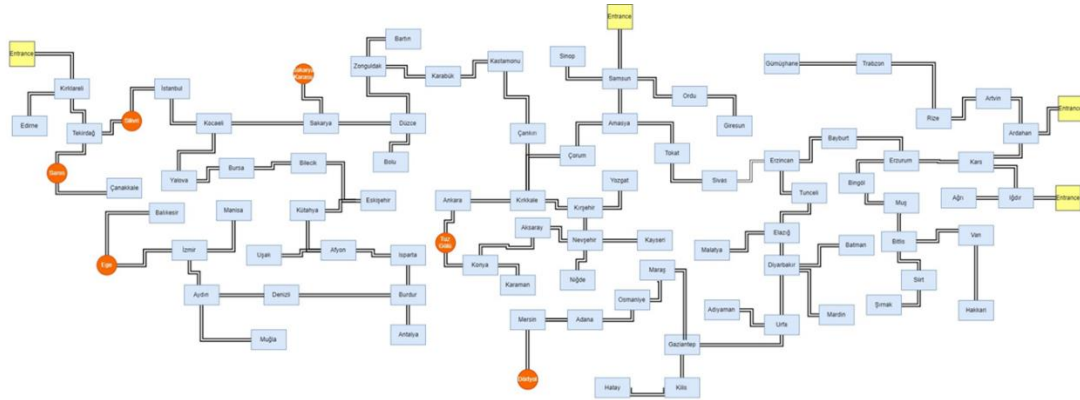 Entrance
Entrance
Bartın
Sinop
Kastamonu
Zonguldak
Karabük
Samsun
Gümüşhane
Trabzon
Kırklareli
İstanbul
Ordu
Artvin
Entrance
Edirne
Tekirdağ
Silivri
Kocaeli
Sakarya
Düzce
Çankırı
Amasya
Giresun
Rize
Ardahan
Bayburt
Bolu
Çorum
Tokat
Erzincan
Erzurum
Kars
Yalova
Bursa
Bilecik
Sivas
Bingöl
Çanakkale
Eskişehir
Ankara
Kırıkkale
Yozgat
Tunceli
Muş
Ağrı
Iğdır
Entrance
Balıkesir
Manisa
Kütahya
Kırşehir
Aksaray
Elazığ
Bitlis
Van
İzmir
Uşak
Afyon
Isparta
Tuz
Gölü
Konya
Nevşehir
Kayseri
Malatya
Diyarbakır
Batman
Ege
Karaman
Niğde
Maraş
Siirt
Aydın
Denizli
Burdur
Osmaniye
Adıyaman
Mardin
Şırnak
Hakkari
Muğla
Antalya
Mersin
Adana
Urfa
Gaziantep
Hatay
Kilis